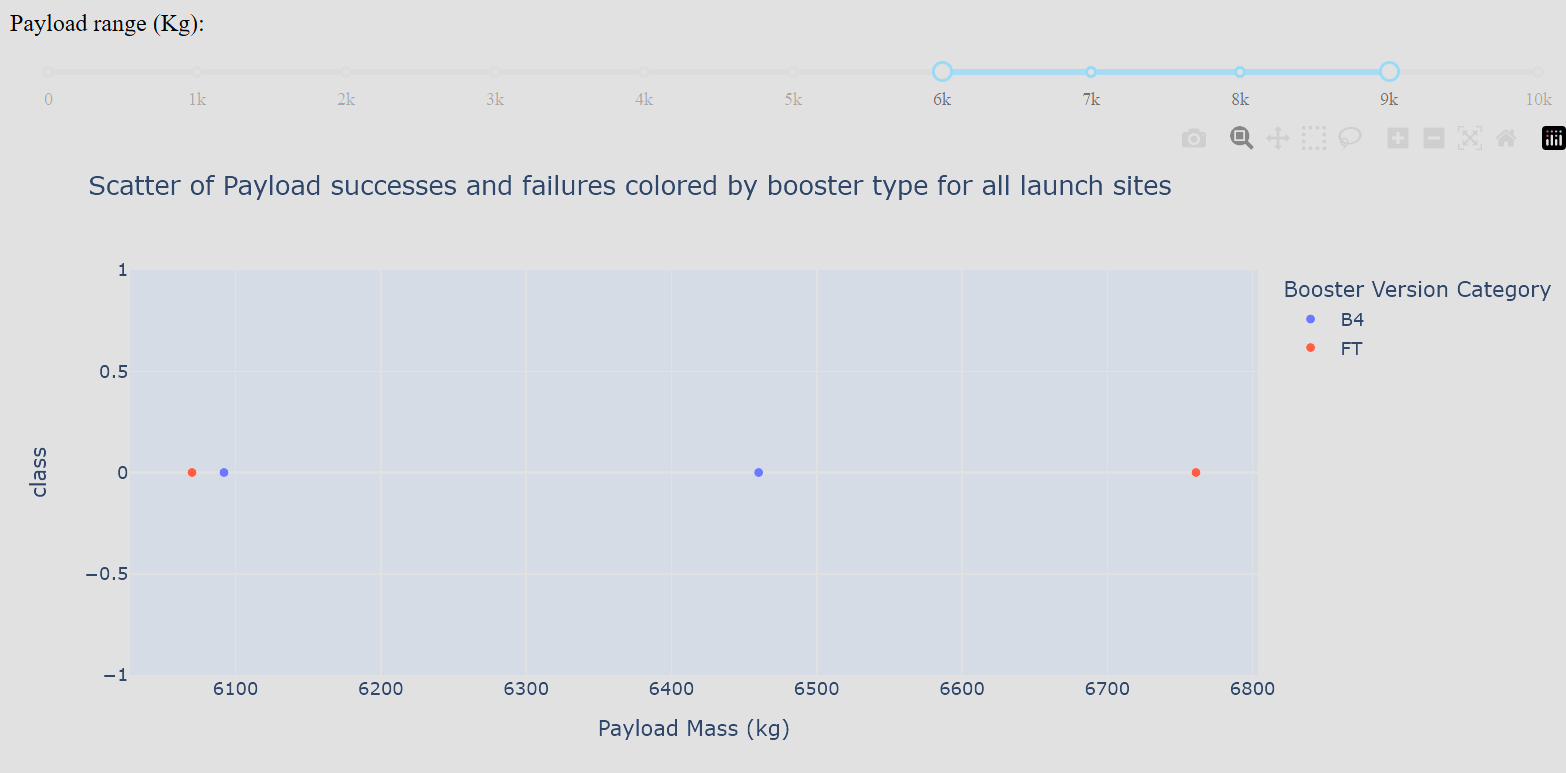 Payload range (Kg):
0 1k 2k 3k 4k 5k 6k 7k 8k 9k 10k
Scatter of Payload successes and failures colored by booster type for all launch sites
1
0.5
0
−0.5
−1
class
6100 6200 6300 6400 6500 6600 6700 6800
Payload Mass (kg)
Booster Version Category
B4
FT